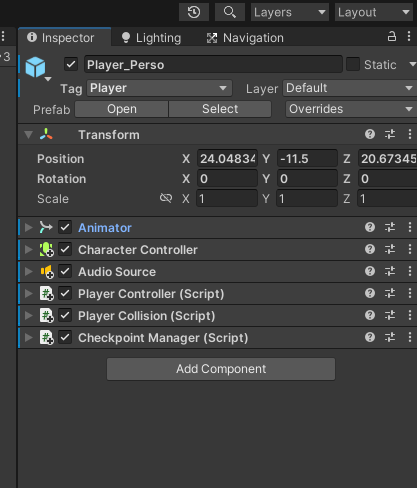 Layers Layout
3 Inspector Lighting Navigation
Player_Perso Static
Tag Player Layer Default
Prefab Open Select Overrides
Transform
Position X 24.04834 Y -11.5 Z 20.67345
Rotation X 0 Y 0 Z 0
Scale X 1 Y 1 Z 1
Animator
Character Controller
Audio Source
Player Controller (Script)
Player Collision (Script)
Checkpoint Manager (Script)
Add Component